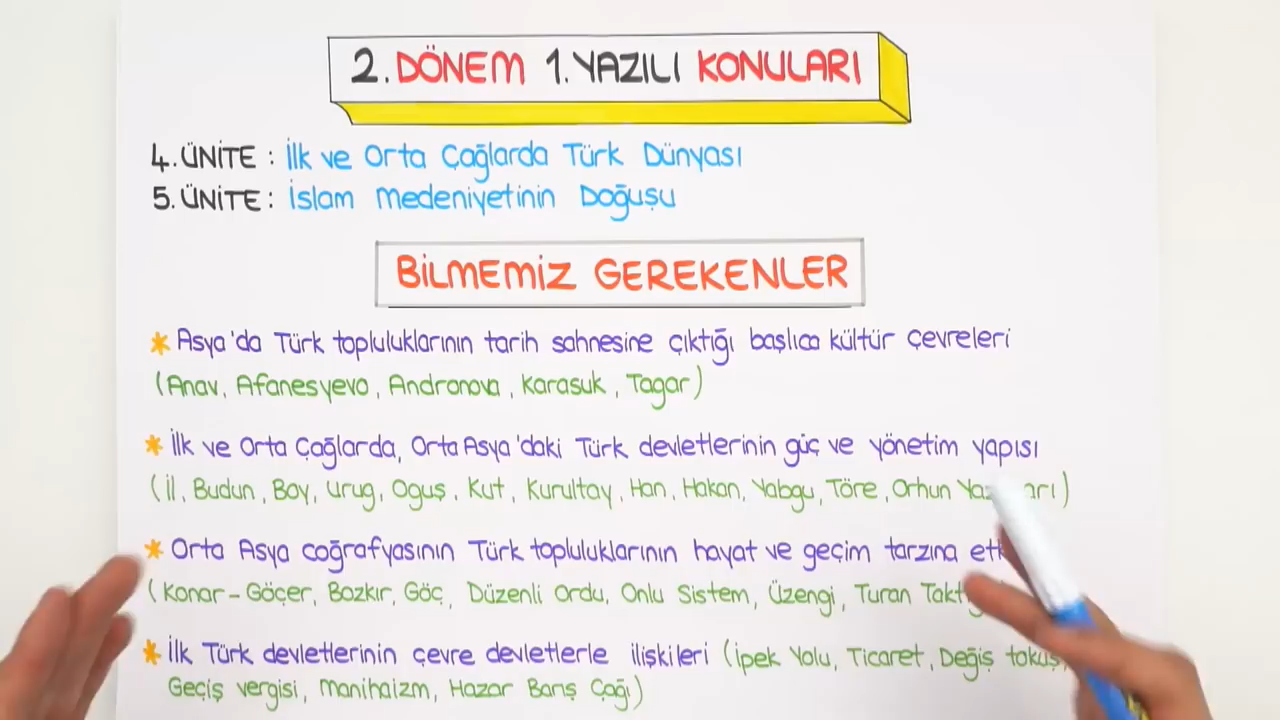 2. DÖNEM 1. YAZILI KONULARI
4. ÜNİTE : İlk ve Orta Çağlarda Türk Dünyası
5. ÜNİTE : İslam Medeniyetinin Doğuşu
BİLMEMİZ GEREKENLER
* Asya'da Türk topluluklarının tarih sahnesine çıktığı başlıca kültür çevreleri
(Anav, Afanesyevo, Andronova, Karasuk, Tagar)
* İlk ve Orta Çağlarda, Orta Asya'daki Türk devletlerinin güç ve yönetim yapısı
(İl, Budun, Boy, Urug, Oguş, Kut, Kurultay, Han, Hakan, Yabgu, Töre, Orhun
* Orta Asya coğrafyasının Türk topluluklarının hayat ve geçim tarzına
(Konar-Göçer, Bozkır, Göç, Düzenli Ordu, Onlu Sistem, Üzengi, Turan
* İlk Türk devletlerinin çevre devletlerle ilişkileri (İpek Yolu, Ticaret, Değiş tokuş,
Geçiş vergisi, Manihaizm, Hazar Barış Çağı)